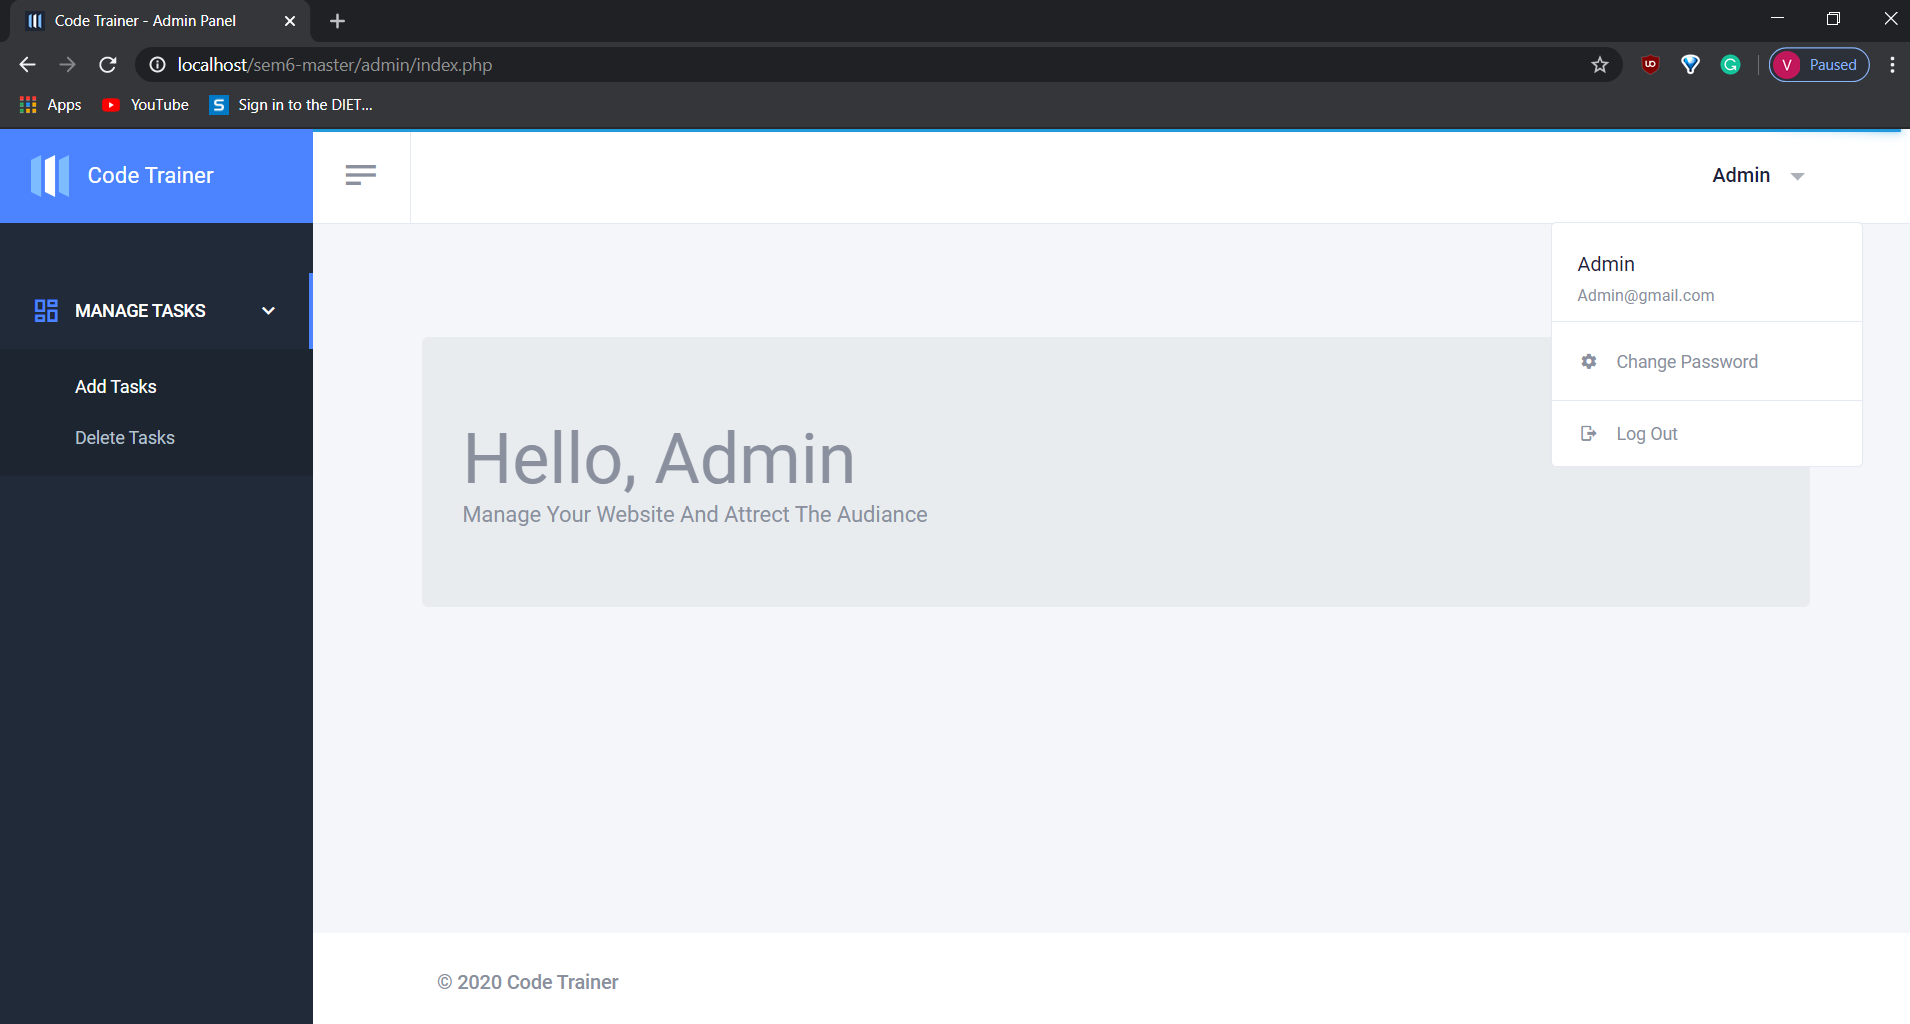 Code Trainer - Admin Panel
localhost/sem6-master/admin/index.php
V Paused
Apps YouTube S Sign in to the DIET...
Code Trainer
Admin
Admin
Admin@gmail.com
Change Password
Log Out
MANAGE TASKS
Add Tasks
Delete Tasks
Hello, Admin
Manage Your Website And Attrect The Audiance
© 2020 Code Trainer